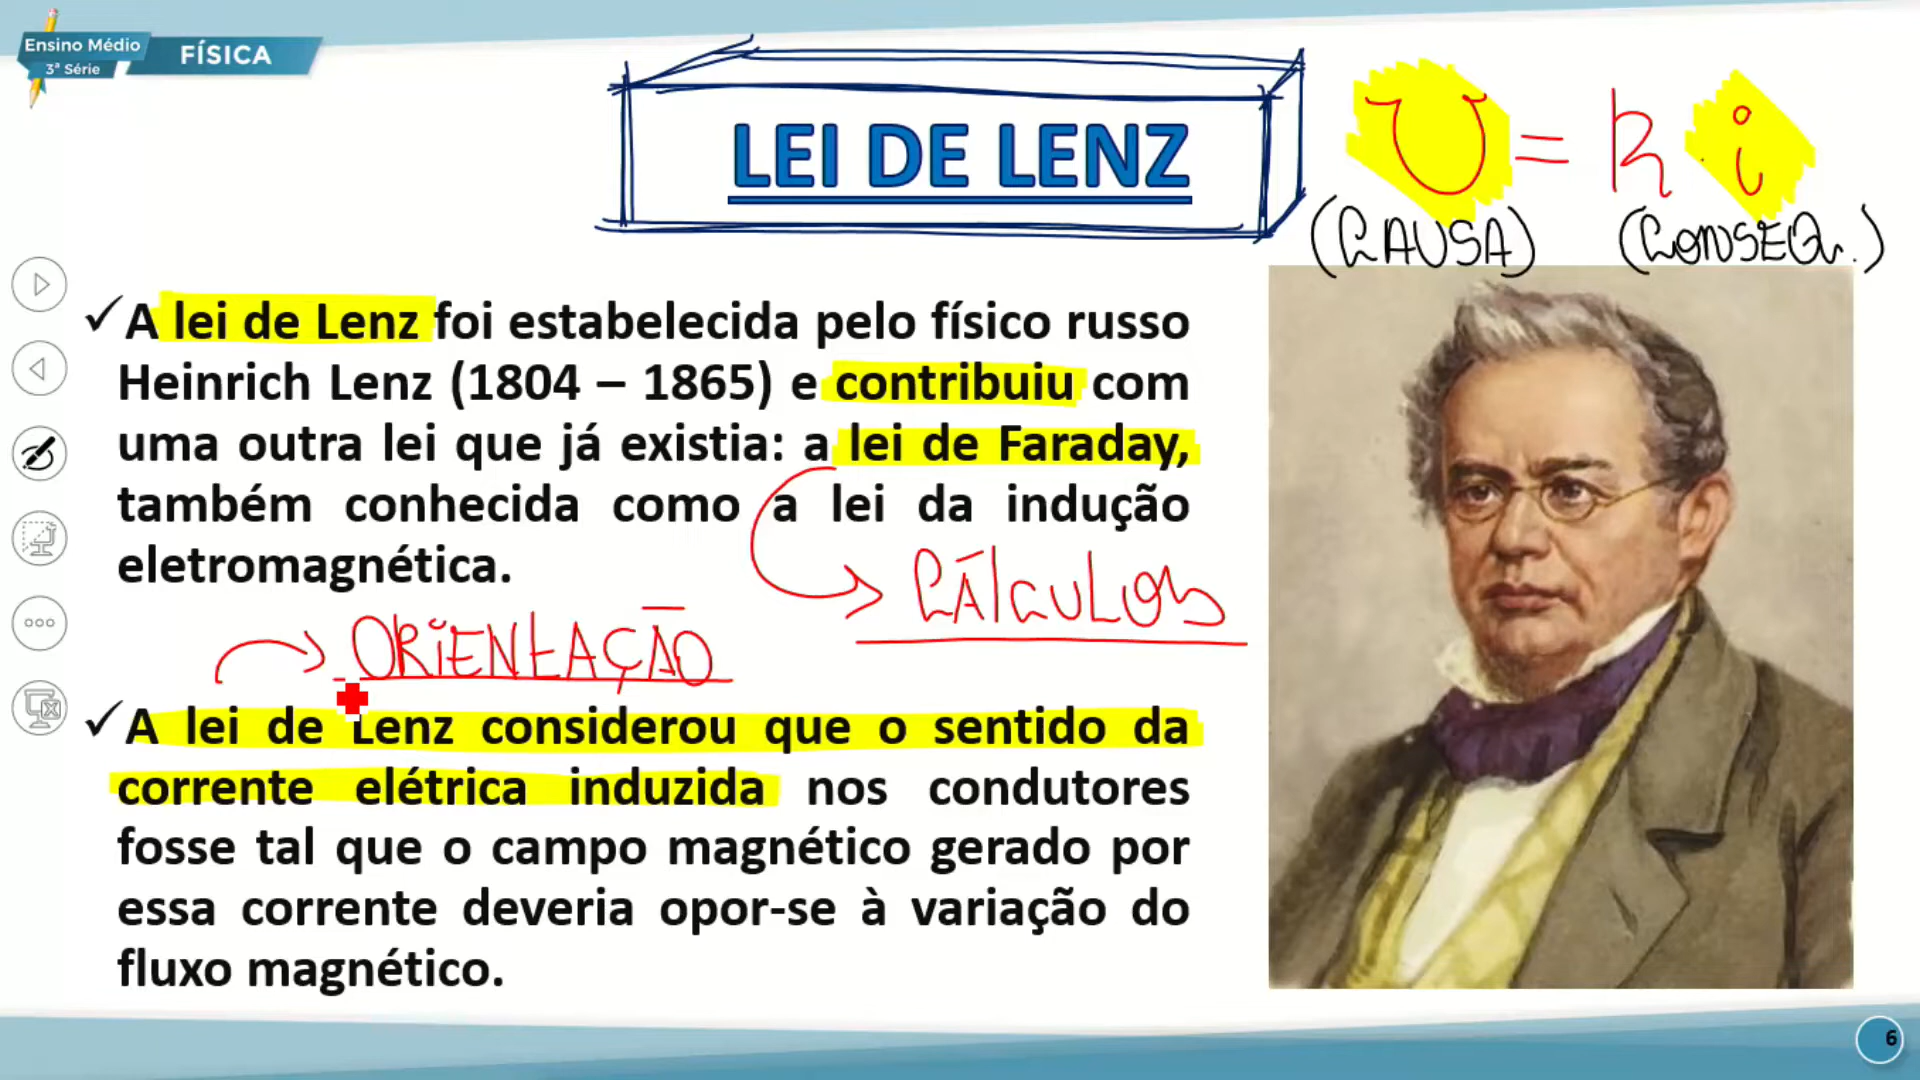 Ensino Médio
3ª Série
FÍSICA
LEI DE LENZ
U = R i
(CAUSA) (CONSEQ.)
✓A lei de Lenz foi estabelecida pelo físico russo
Heinrich Lenz (1804 – 1865) e contribuiu com
uma outra lei que já existia: a lei de Faraday,
também conhecida como a lei da indução
eletromagnética.
CÁLCULOS
ORIENTAÇÃO
✓A lei de Lenz considerou que o sentido da
corrente elétrica induzida nos condutores
fosse tal que o campo magnético gerado por
essa corrente deveria opor-se à variação do
fluxo magnético.
6